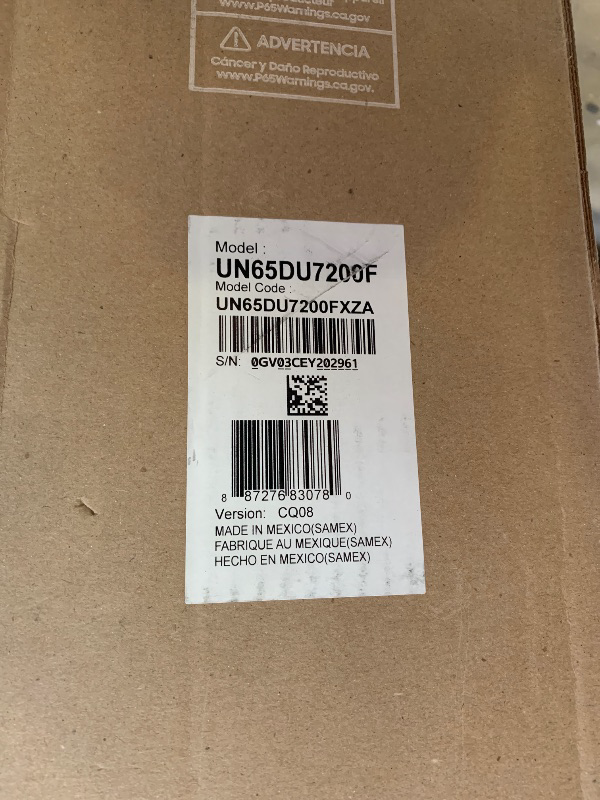 www.P65Warnings.ca.gov
ADVERTENCIA
Cáncer y Daño Reproductivo
www.P65Warnings.ca.gov.
Model :
UN65DU7200F
Model Code :
UN65DU7200FXZA
S/N: 0GV03CEY202961
8 87276 83078 0
Version: CQ08
MADE IN MEXICO(SAMEX)
FABRIQUE AU MEXIQUE(SAMEX)
HECHO EN MEXICO(SAMEX)